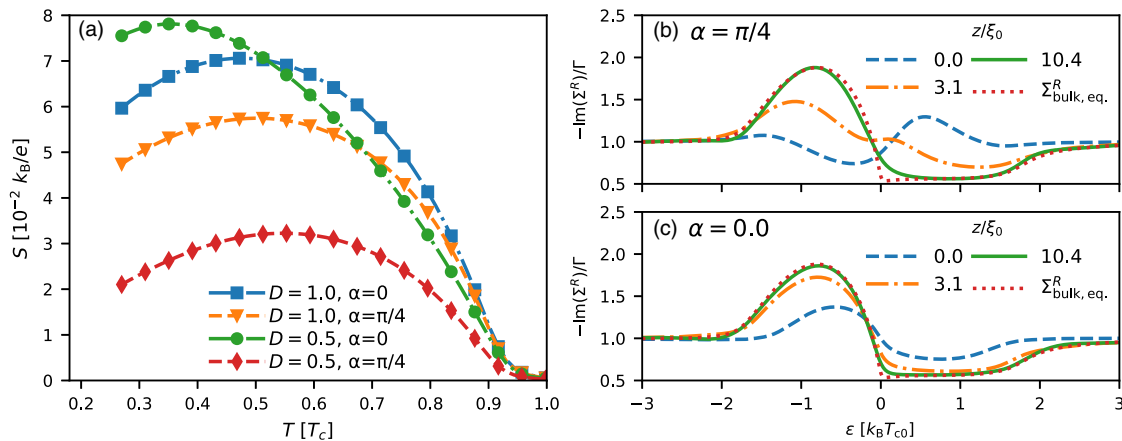 (a)
8
7
6
5
4
3
2
1
0
S [10⁻² k_B/e]
D = 1.0, α=0
D = 1.0, α=π/4
D = 0.5, α=0
D = 0.5, α=π/4
0.2 0.3 0.4 0.5 0.6 0.7 0.8 0.9 1.0
T [T_c]
(b) α = π/4
z/ξ₀
0.0 10.4
3.1 Σ^R_bulk, eq.
2.5
2.0
1.5
1.0
0.5
−Im(Σ^R)/Γ
(c) α = 0.0
z/ξ₀
0.0 10.4
3.1 Σ^R_bulk, eq.
2.5
2.0
1.5
1.0
0.5
−Im(Σ^R)/Γ
−3 −2 −1 0 1 2 3
ε [k_BT_c0]